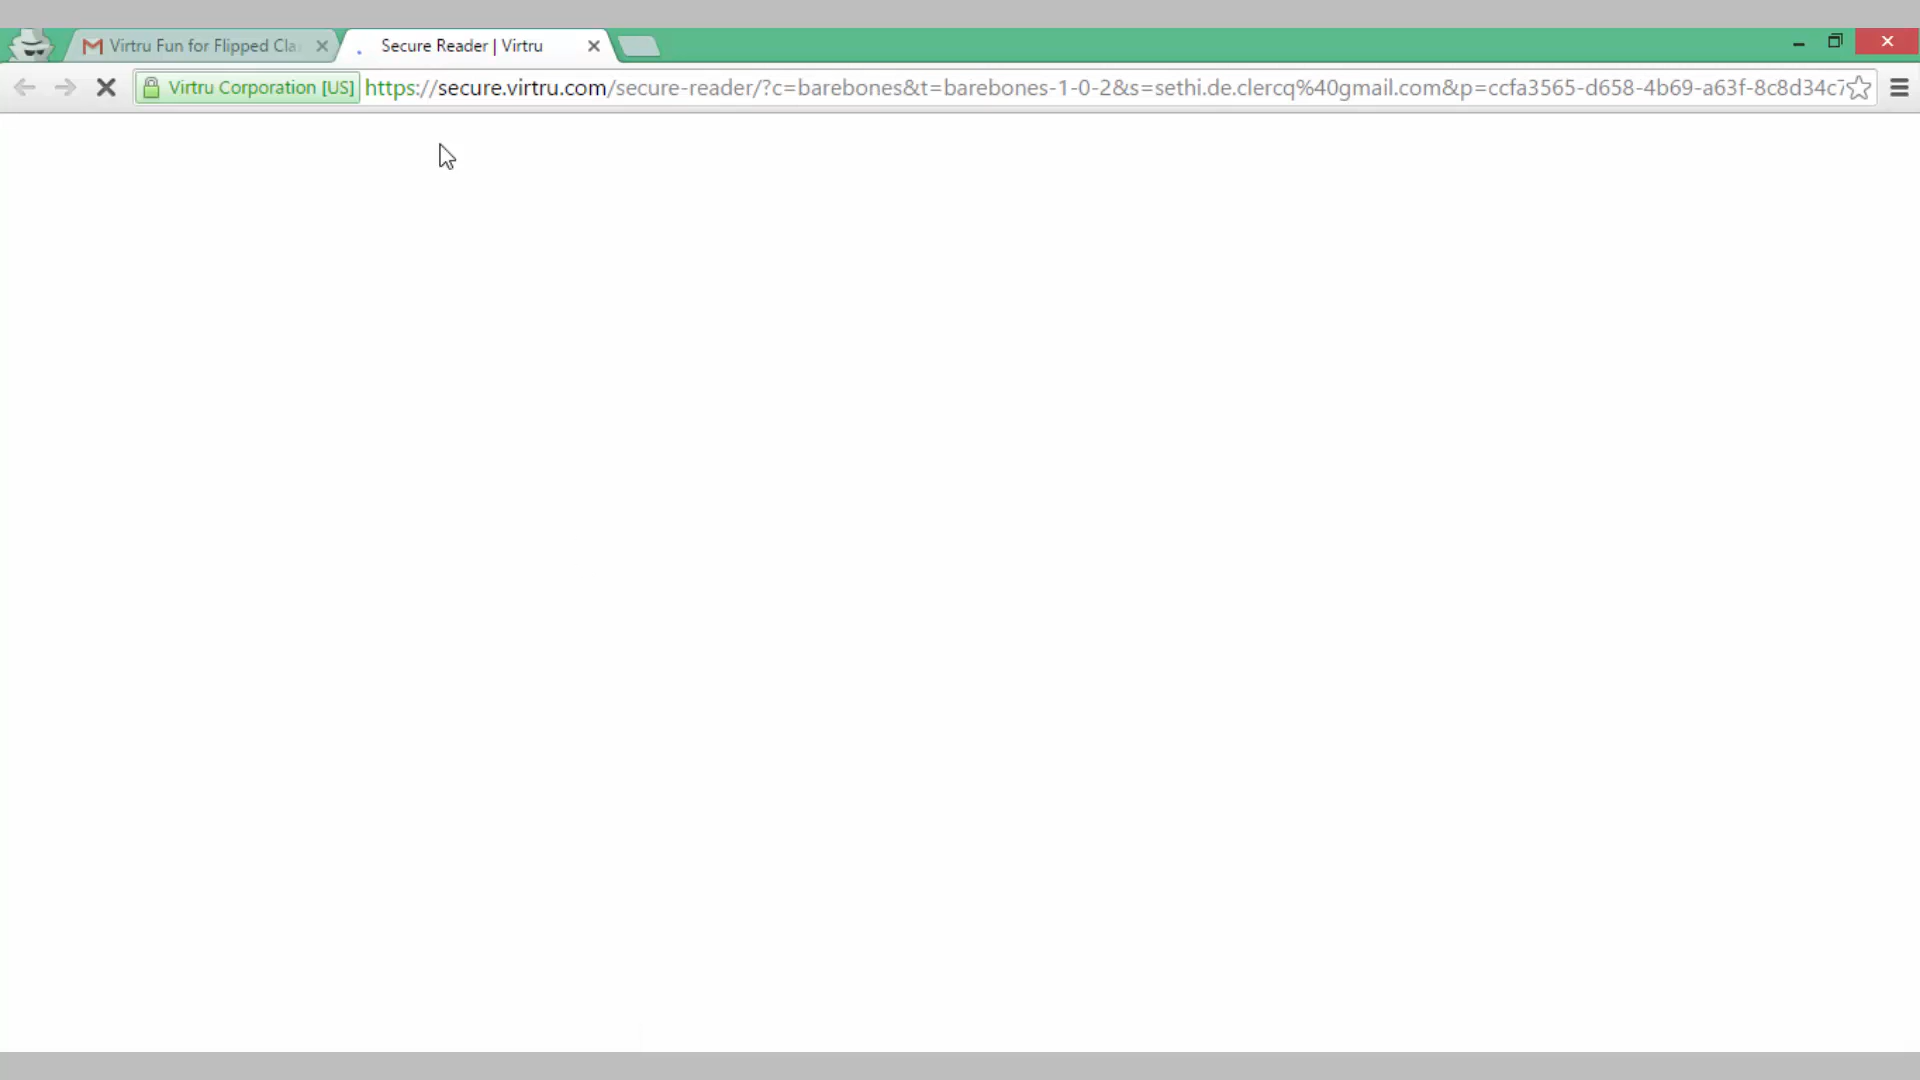 Virtru Fun for Flipped Cla
Secure Reader | Virtru
Virtru Corporation [US]
https://secure.virtru.com/secure-reader/?c=barebones&t=barebones-1-0-2&s=sethi.de.clercq%40gmail.com&p=ccfa3565-d658-4b69-a63f-8c8d34c7